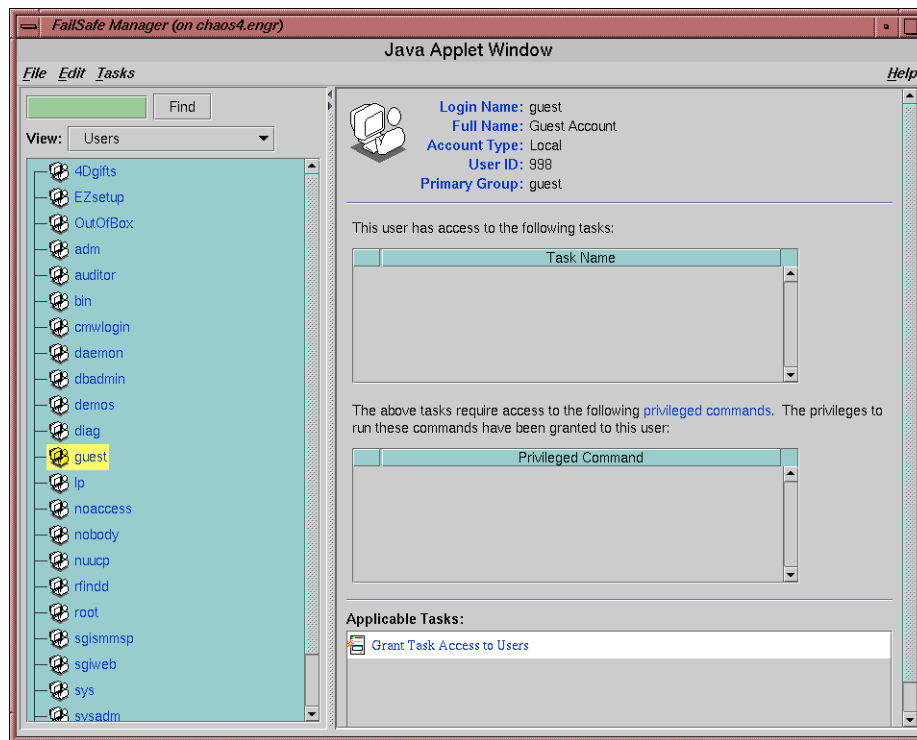 FailSafe Manager (on chaos4.engr)
Java Applet Window
File Edit Tasks Help
Find
View: Users
4Dgifts
EZsetup
OutOfBox
adm
auditor
bin
cmwlogin
daemon
dbadmin
demos
diag
guest
lp
noaccess
nobody
nuucp
rfindd
root
sgismmsp
sgiweb
sys
sysadm
Login Name: guest
Full Name: Guest Account
Account Type: Local
User ID: 998
Primary Group: guest
This user has access to the following tasks:
Task Name
The above tasks require access to the following privileged commands. The privileges to
run these commands have been granted to this user:
Privileged Command
Applicable Tasks:
Grant Task Access to Users